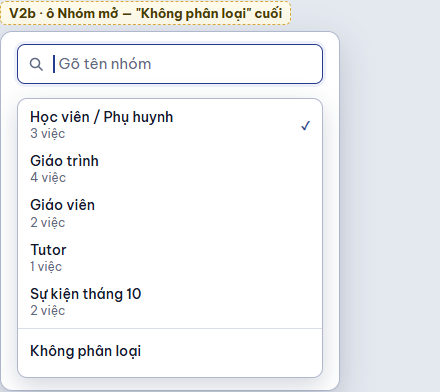 V2b · ô Nhóm mở — "Không phân loại" cuối
Gõ tên nhóm
Học viên / Phụ huynh
3 việc
Giáo trình
4 việc
Giáo viên
2 việc
Tutor
1 việc
Sự kiện tháng 10
2 việc
Không phân loại